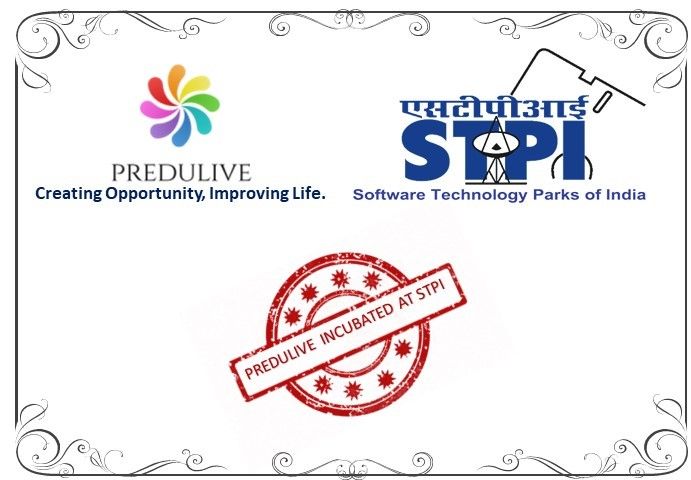 PREDULIVE
Creating Opportunity, Improving Life.
एसटीपीआई
STPI
Software Technology Parks of India
PREDULIVE INCUBATED AT STPI